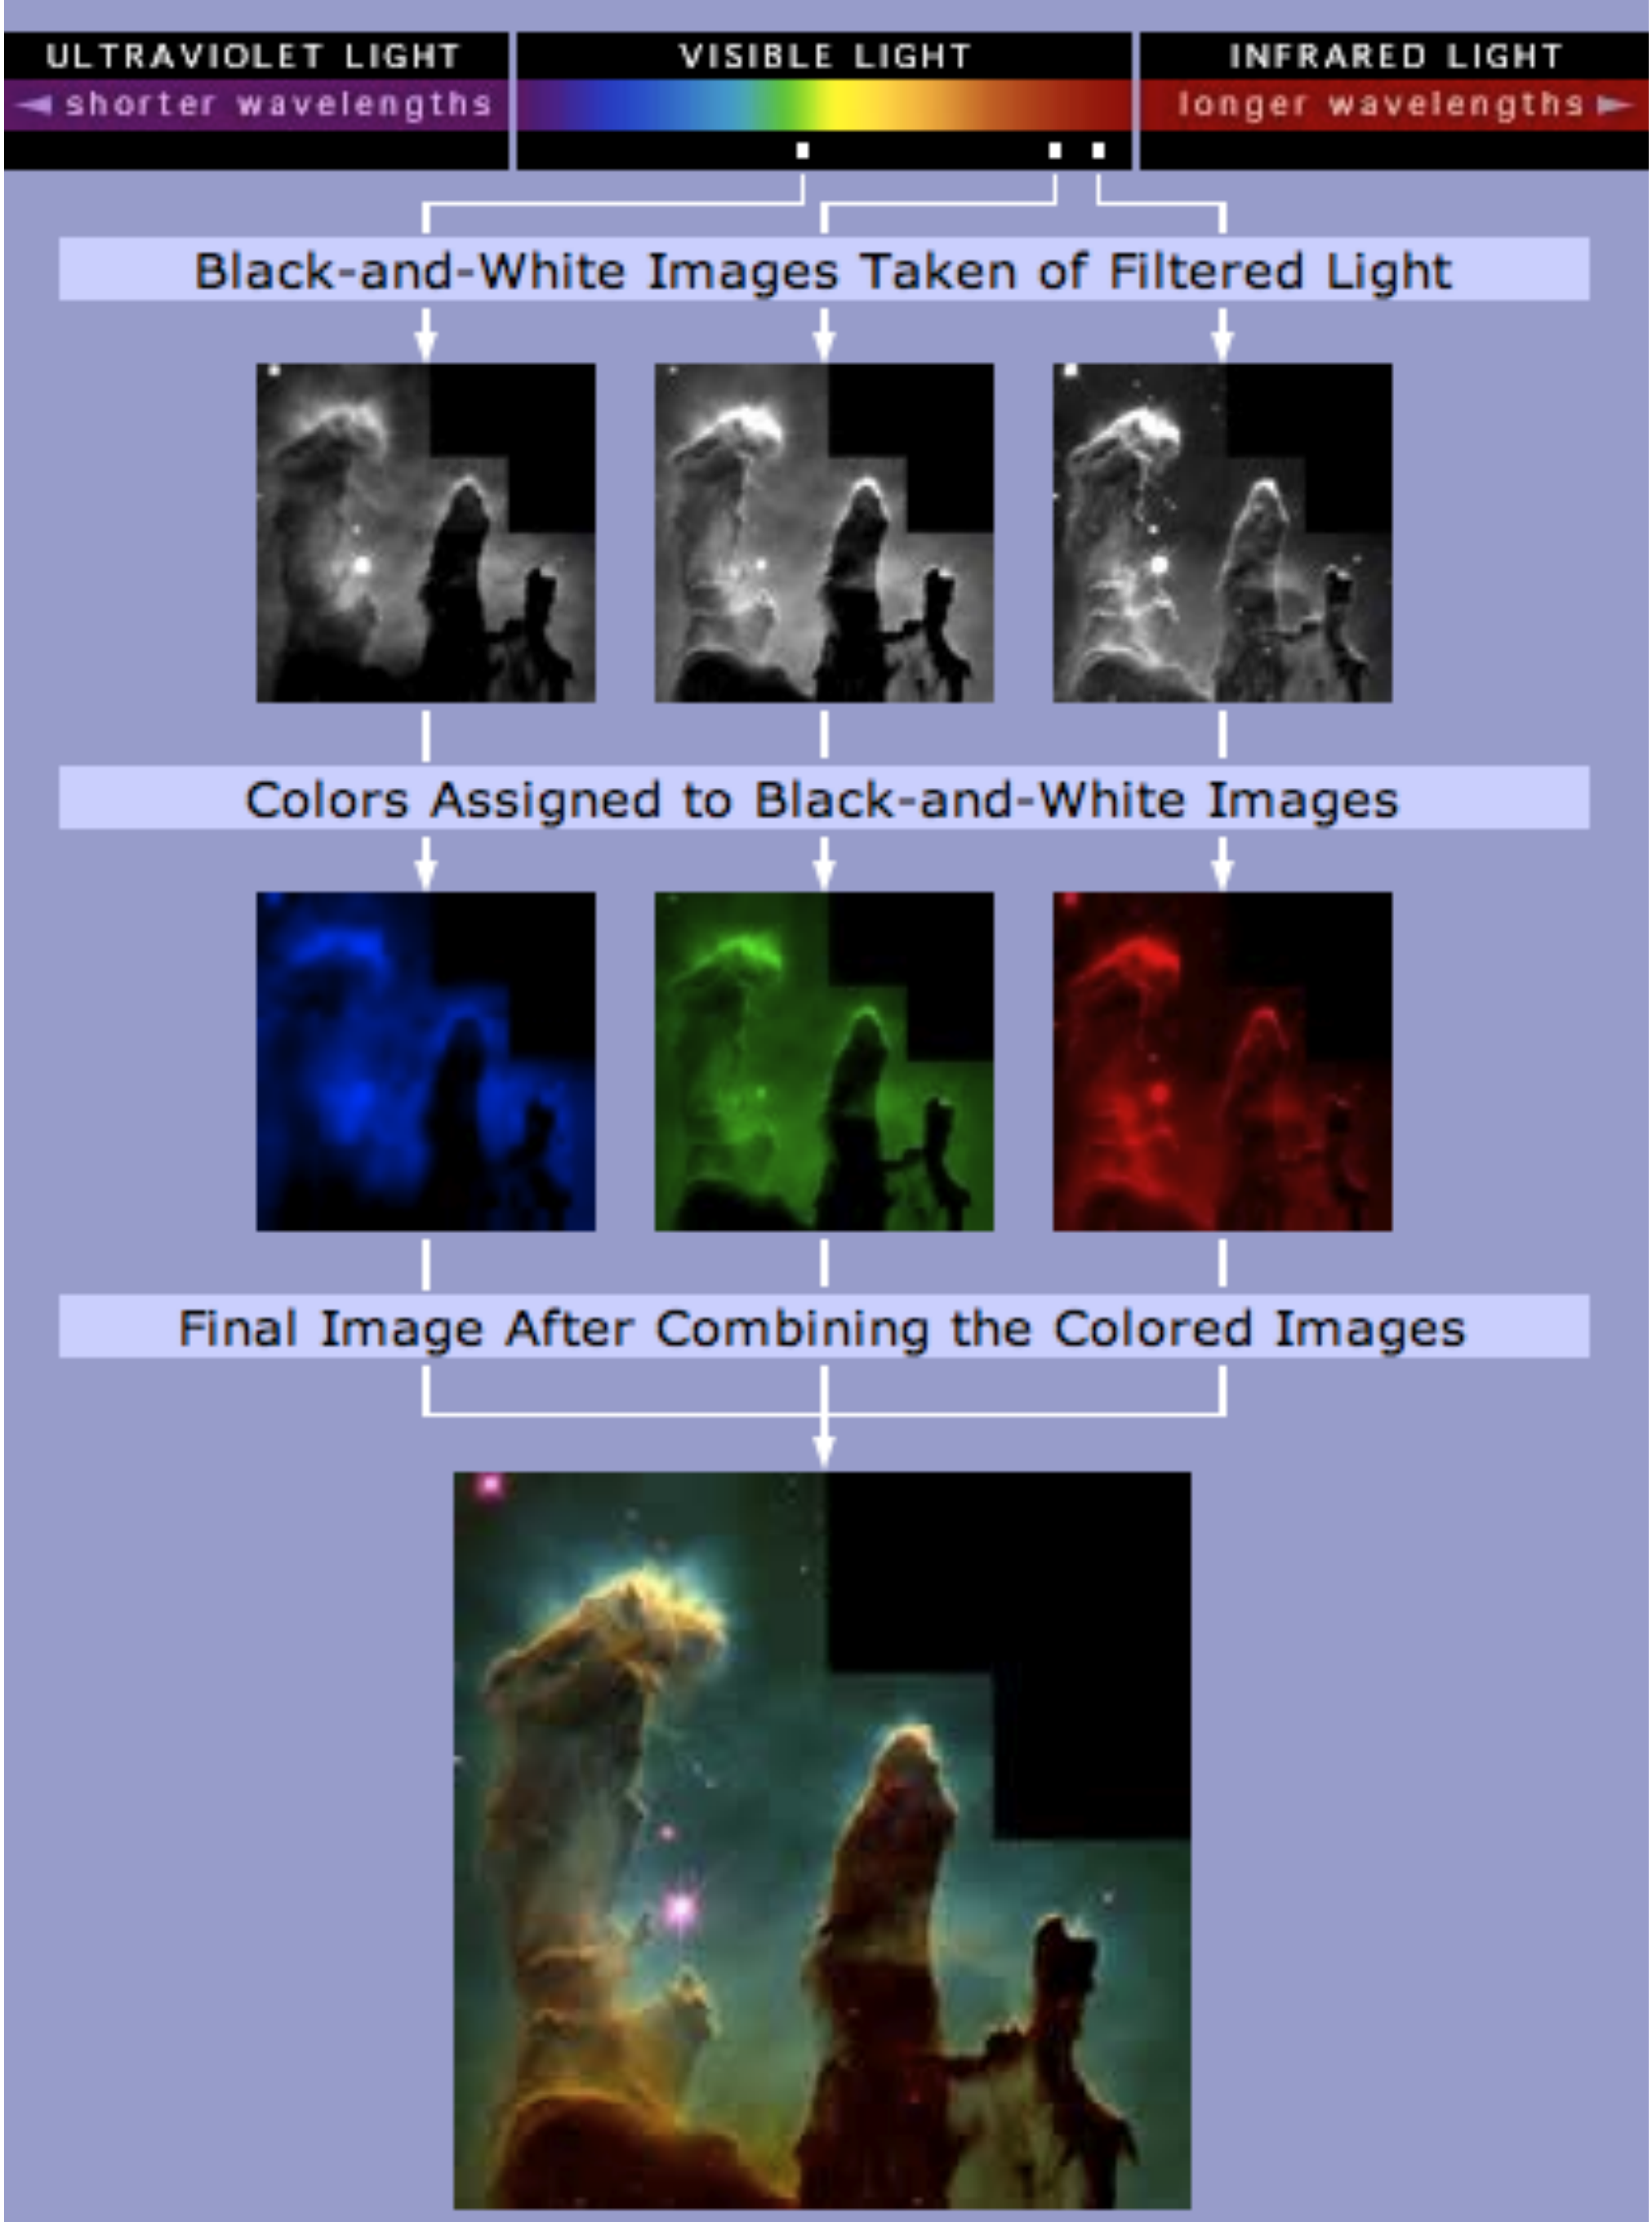 ULTRAVIOLET LIGHT
VISIBLE LIGHT
INFRARED LIGHT
shorter wavelengths
longer wavelengths
Black-and-White Images Taken of Filtered Light
Colors Assigned to Black-and-White Images
Final Image After Combining the Colored Images